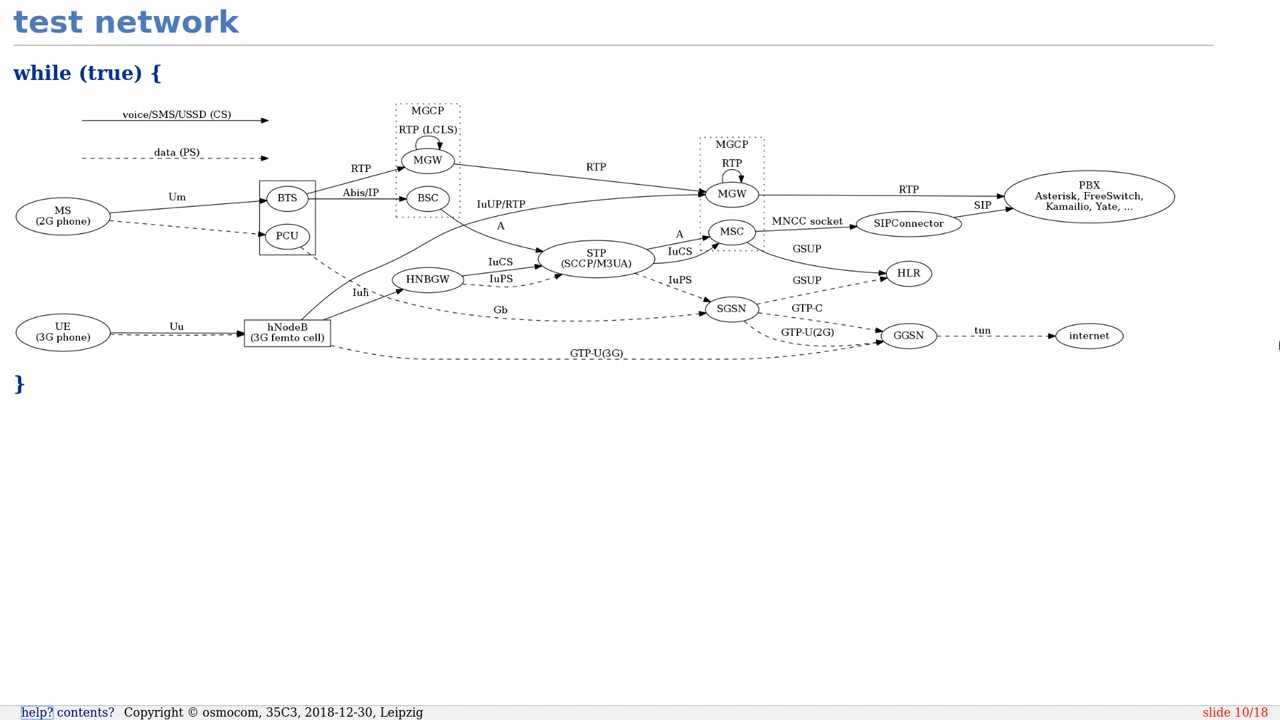 test network
while (true) {
voice/SMS/USSD (CS)
data (PS)
MGCP
RTP (LCLS)
MGW
BSC
MGCP
RTP
MGW
MSC
RTP
Abis/IP
RTP
RTP
PBX
Asterisk, FreeSwitch,
Kamailio, Yate, ...
MS
(2G phone)
Um
BTS
PCU
IuUP/RTP
A
STP
(SCCP/M3UA)
A
IuCS
MNCC socket
SIPConnector
SIP
GSUP
HLR
IuCS
IuPS
HNBGW
Iuh
IuPS
GSUP
SGSN
GTP-C
GTP-U(2G)
Gb
UE
(3G phone)
Uu
hNodeB
(3G femto cell)
GTP-U(3G)
GGSN
tun
internet
}
help? contents? Copyright © osmocom, 35C3, 2018-12-30, Leipzig
slide 10/18